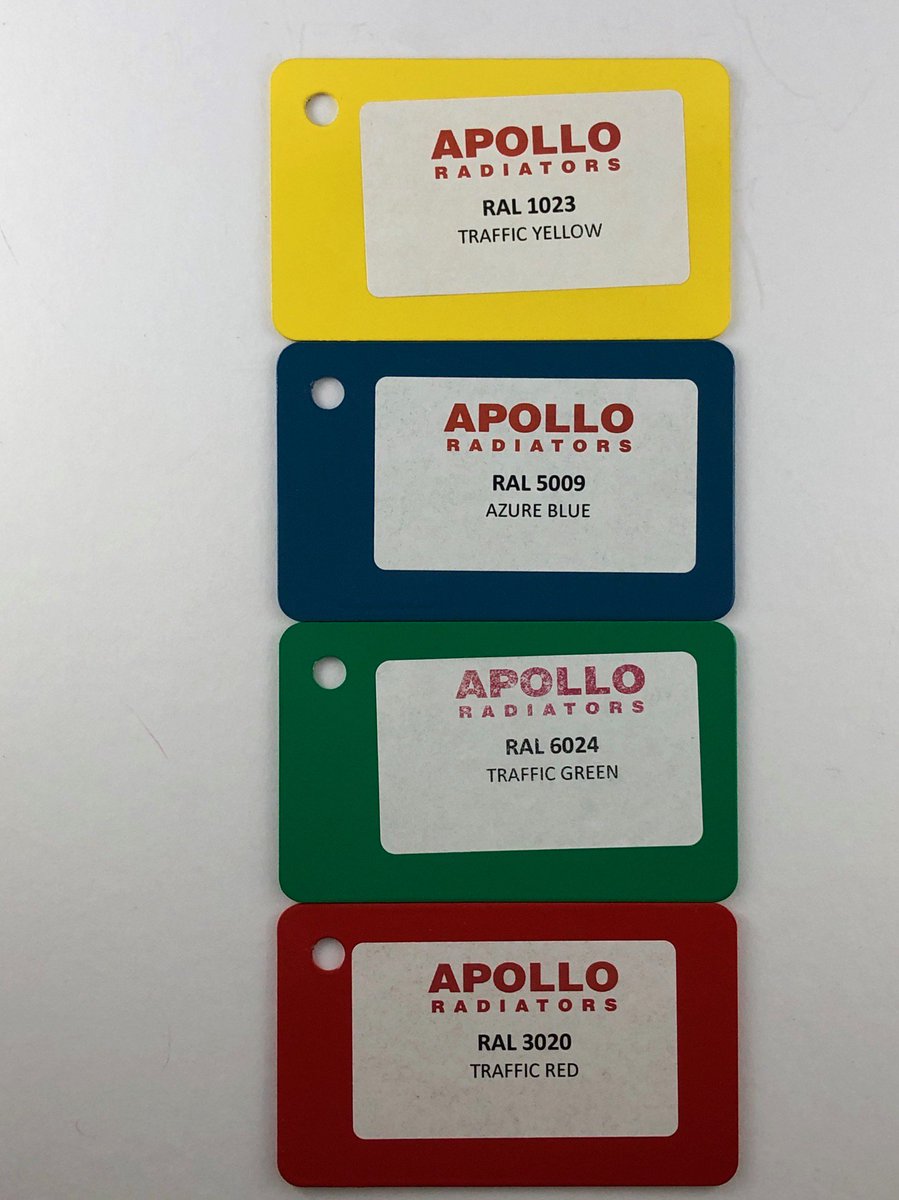 APOLLO
RADIATORS
RAL 1023
TRAFFIC YELLOW
APOLLO
RADIATORS
RAL 5009
AZURE BLUE
APOLLO
RADIATORS
RAL 6024
TRAFFIC GREEN
APOLLO
RADIATORS
RAL 3020
TRAFFIC RED